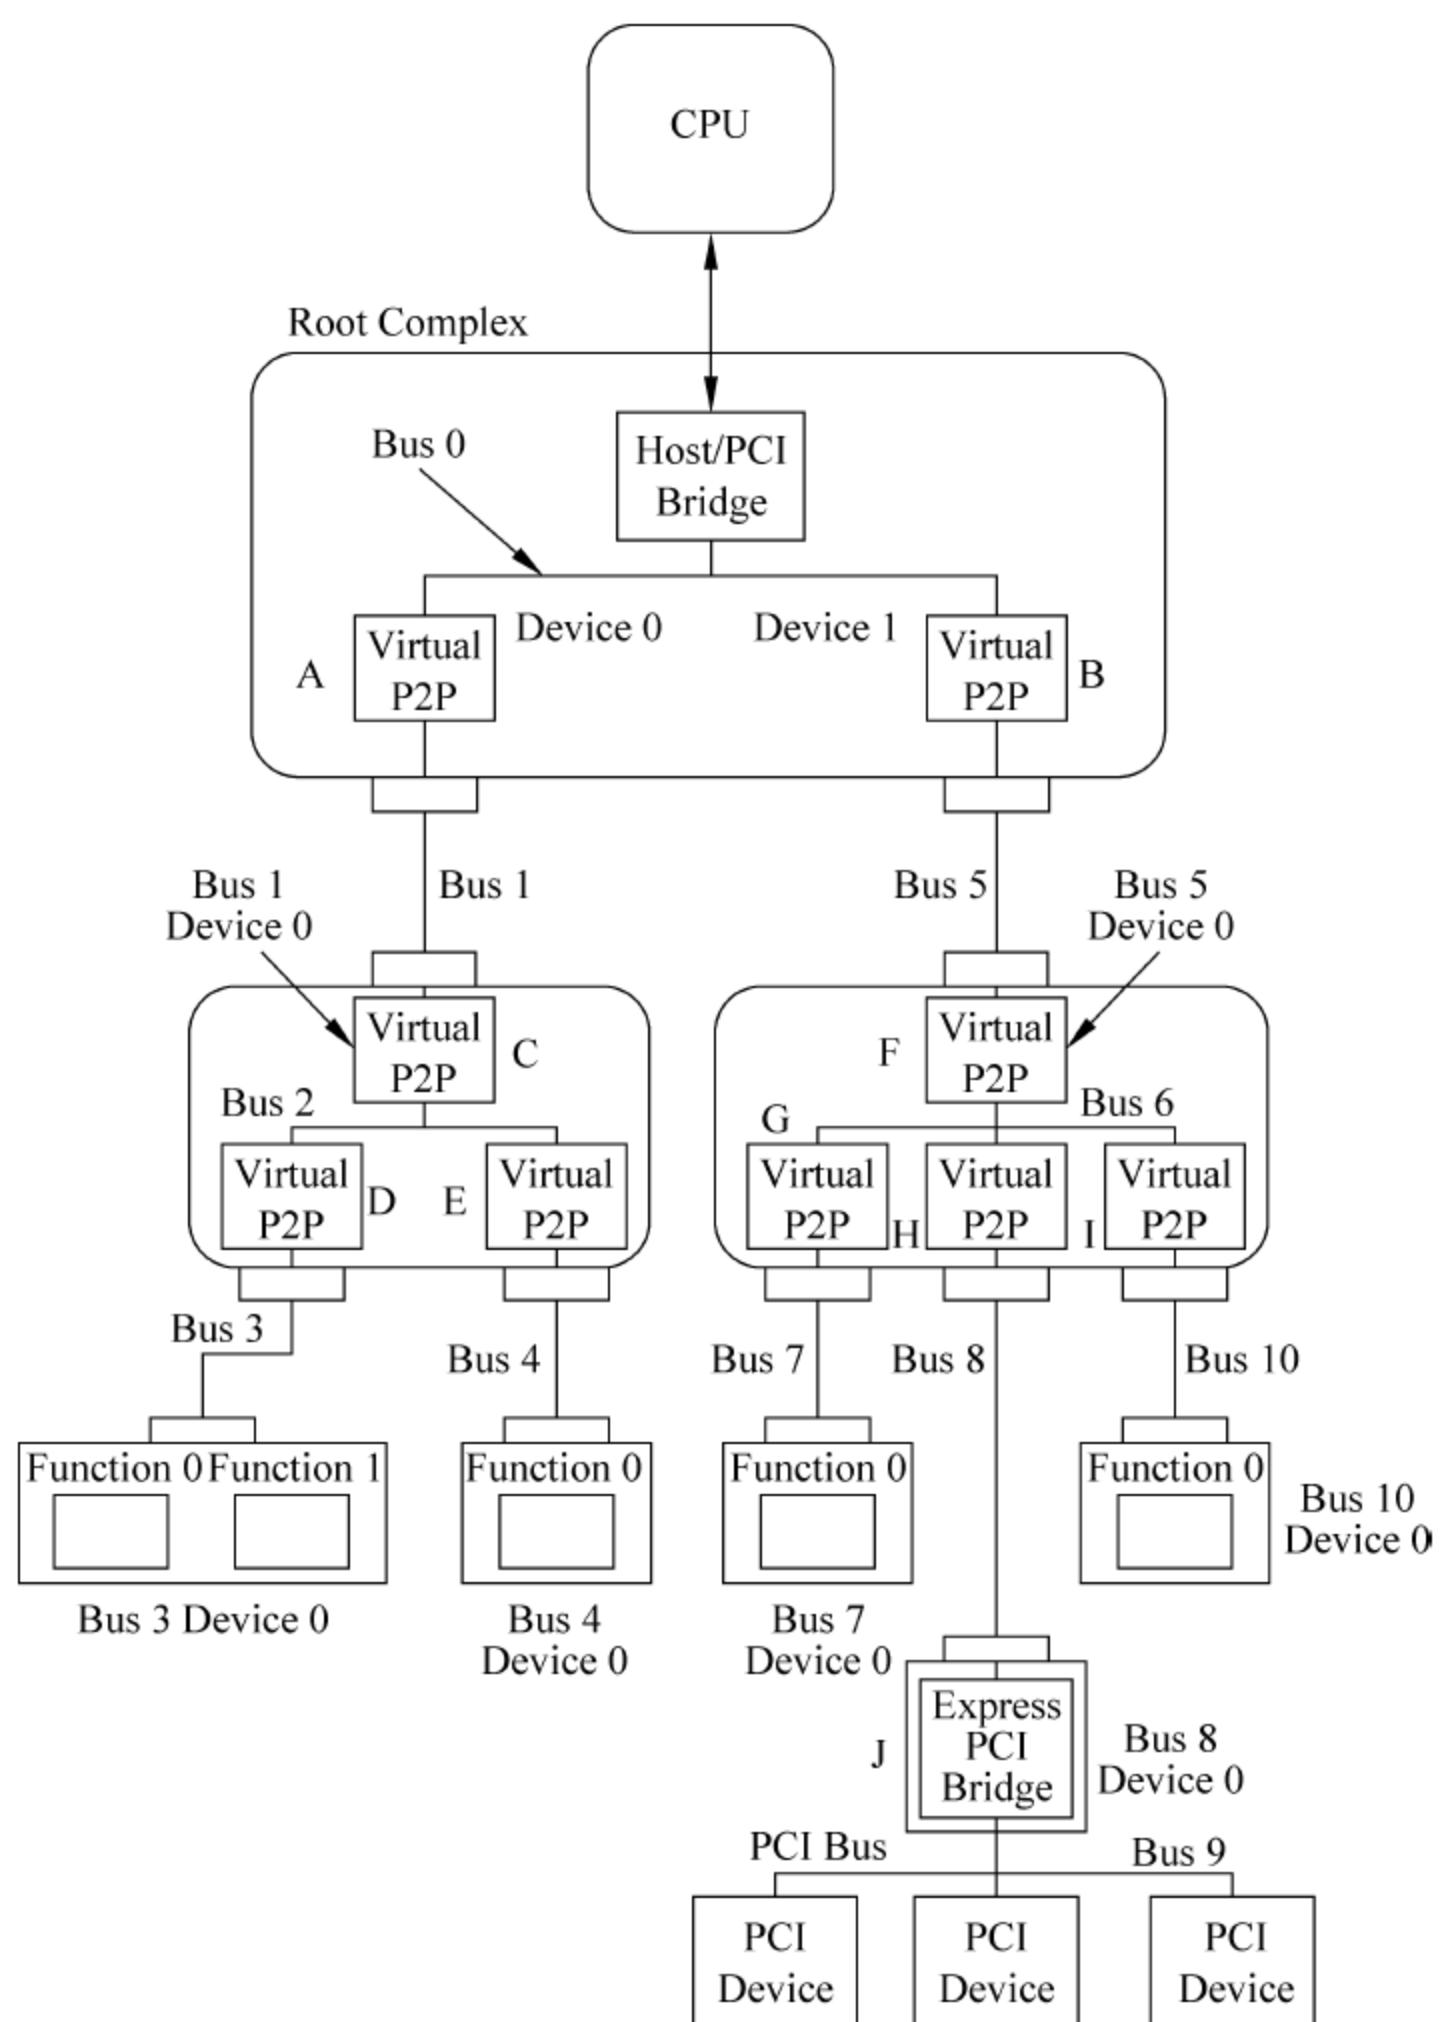 CPU
Root Complex
Bus 0
Host/PCI
Bridge
Device 0
Device 1
A
Virtual
P2P
Virtual
P2P
B
Bus 1
Device 0
Bus 1
Bus 5
Bus 5
Device 0
Virtual
P2P
C
F
Virtual
P2P
Bus 2
Bus 6
G
Virtual
P2P
D
E
Virtual
P2P
Virtual
P2P
H
Virtual
P2P
I
Virtual
P2P
Bus 3
Bus 4
Bus 7
Bus 8
Bus 10
Function 0
Function 1
Function 0
Function 0
Function 0
Bus 10
Device 0
Bus 3 Device 0
Bus 4
Device 0
Bus 7
Device 0
J
Express
PCI
Bridge
Bus 8
Device 0
PCI Bus
Bus 9
PCI
Device
PCI
Device
PCI
Device